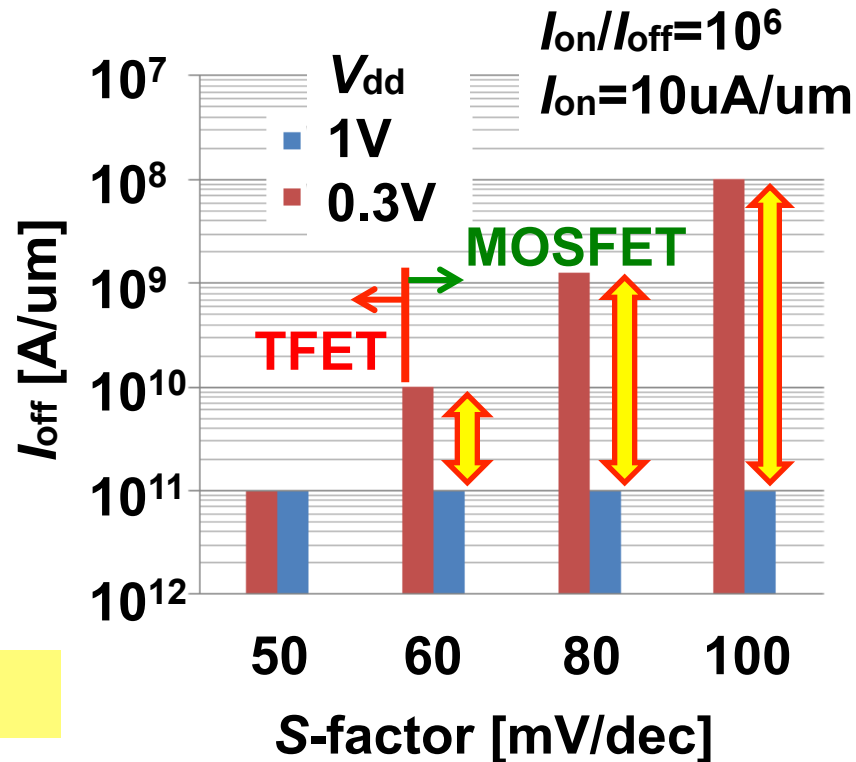 Ion/Ioff=10⁶
Ion=10uA/um
Vdd
1V
0.3V
10⁷
10⁸
10⁹
10¹⁰
10¹¹
10¹²
Ioff [A/um]
MOSFET
TFET
50 60 80 100
S-factor [mV/dec]